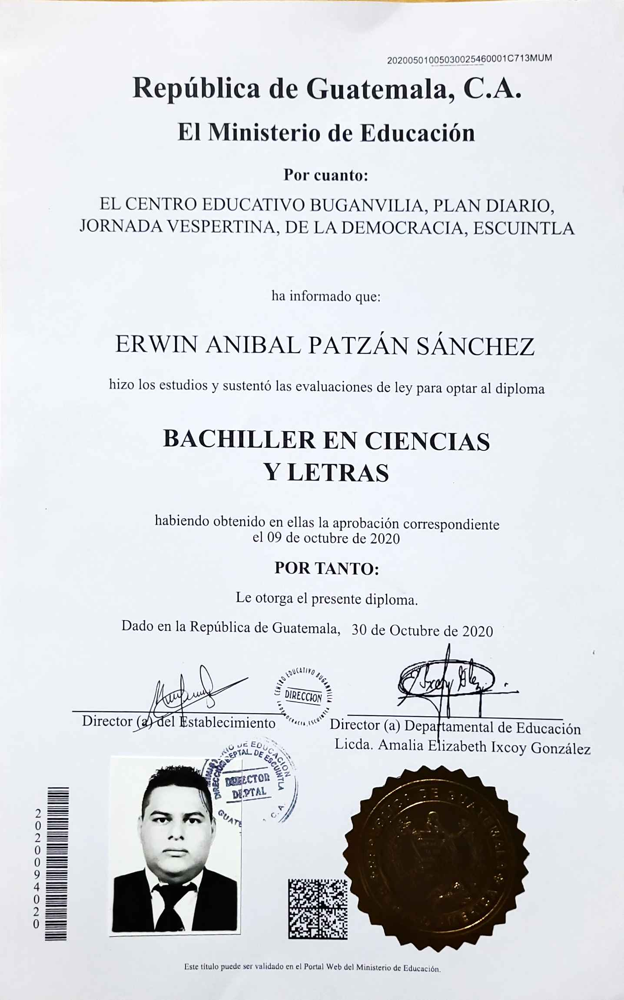 20200501005030025460001C713MUM
República de Guatemala, C.A.
El Ministerio de Educación
Por cuanto:
EL CENTRO EDUCATIVO BUGANVILIA, PLAN DIARIO,
JORNADA VESPERTINA, DE LA DEMOCRACIA, ESCUINTLA
ha informado que:
ERWIN ANIBAL PATZÁN SÁNCHEZ
hizo los estudios y sustentó las evaluaciones de ley para optar al diploma
BACHILLER EN CIENCIAS
Y LETRAS
habiendo obtenido en ellas la aprobación correspondiente
el 09 de octubre de 2020
POR TANTO:
Le otorga el presente diploma.
Dado en la República de Guatemala, 30 de Octubre de 2020
CENTRO EDUCATIVO BUGANVILIA
DIRECCION
LA DEMOCRACIA, ESCUINTLA
Director (a) del Establecimiento
Director (a) Departamental de Educación
Licda. Amalia Elizabeth Ixcoy González
DE EDUCACION
DIRECCION DEPTAL. DE ESCUINTLA
DIRECTOR
DEPTAL
C.A.
2020094020
DE GUATEMALA
Este título puede ser validado en el Portal Web del Ministerio de Educación.